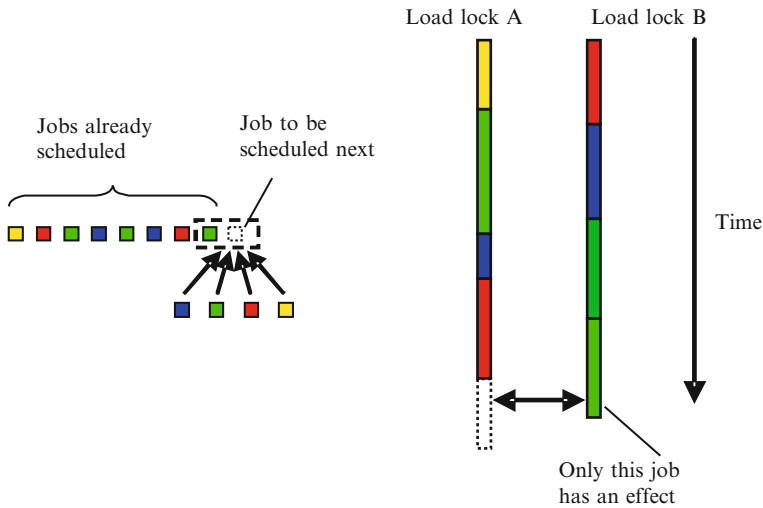 Load lock A
Load lock B
Jobs already
scheduled
Job to be
scheduled next
Time
Only this job
has an effect